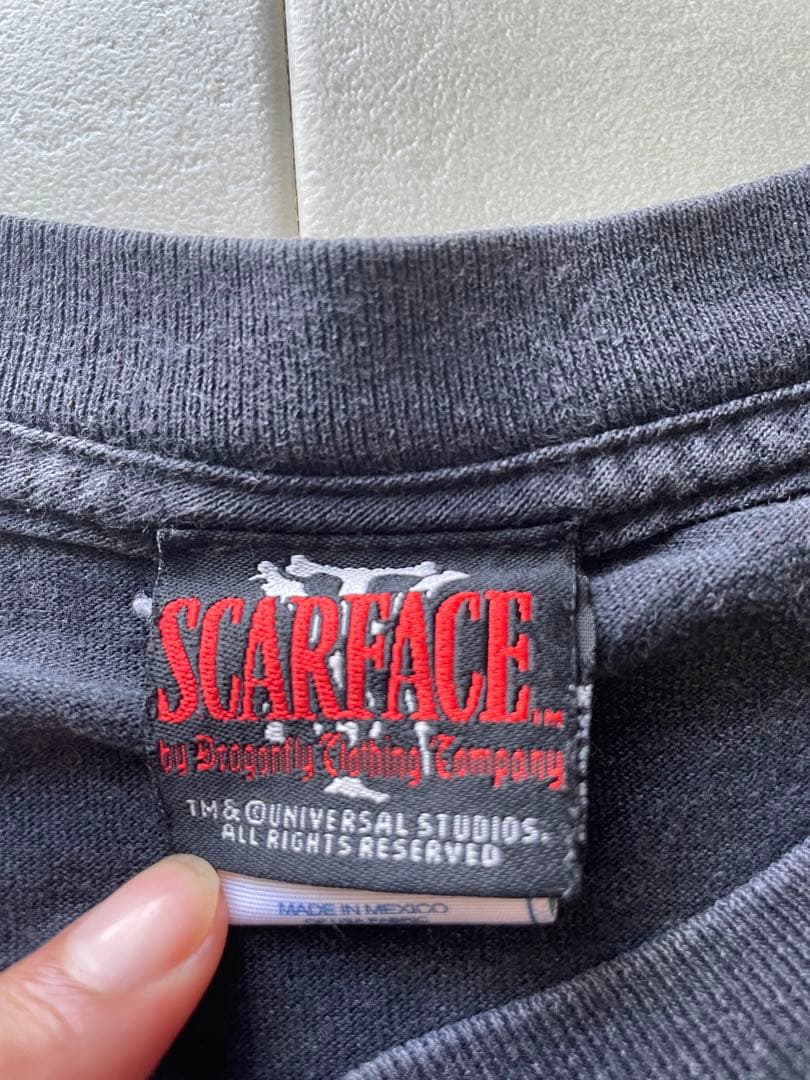 SCARFACE™
by Dragonfly Clothing Company
TM & © UNIVERSAL STUDIOS.
ALL RIGHTS RESERVED
MADE IN MEXICO